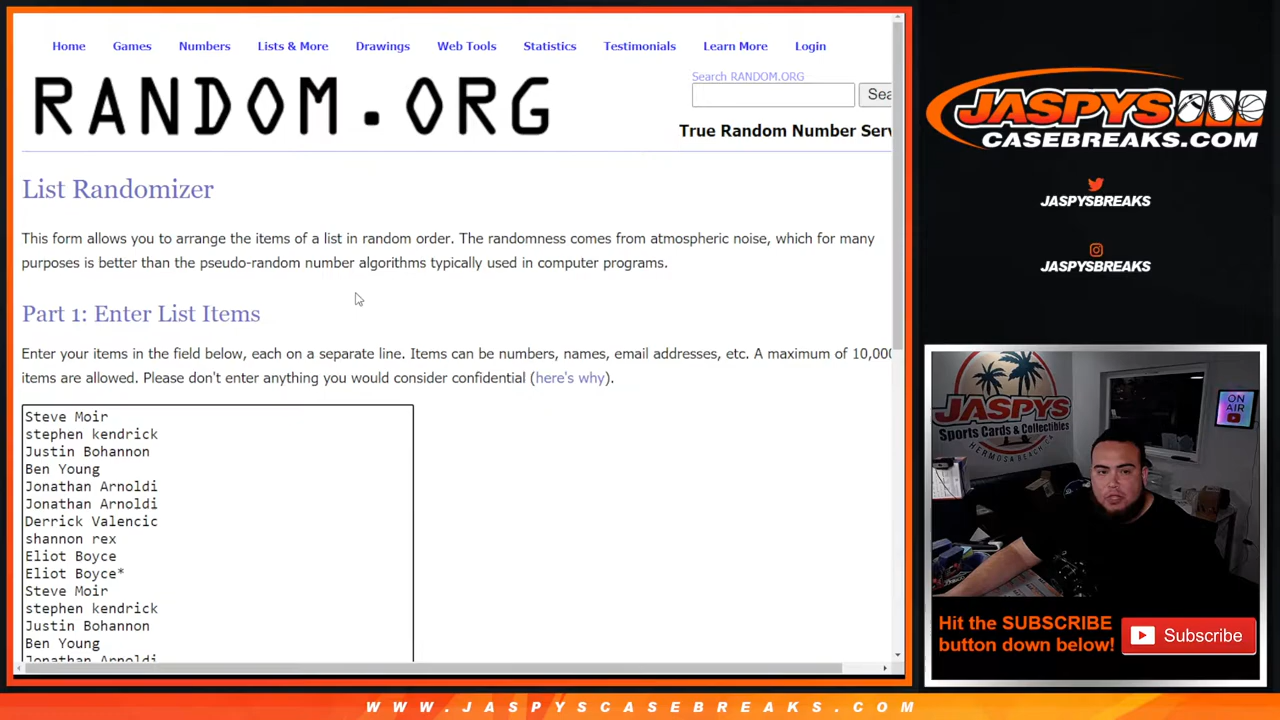 Home Games Numbers Lists & More Drawings Web Tools Statistics Testimonials Learn More Login
RANDOM.ORG
Search RANDOM.ORG
Sea
True Random Number Serv
List Randomizer
This form allows you to arrange the items of a list in random order. The randomness comes from atmospheric noise, which for many
purposes is better than the pseudo-random number algorithms typically used in computer programs.
Part 1: Enter List Items
Enter your items in the field below, each on a separate line. Items can be numbers, names, email addresses, etc. A maximum of 10,000
items are allowed. Please don't enter anything you would consider confidential (here's why).
Steve Moir
stephen kendrick
Justin Bohannon
Ben Young
Jonathan Arnoldi
Jonathan Arnoldi
Derrick Valencic
shannon rex
Eliot Boyce
Eliot Boyce*
Steve Moir
stephen kendrick
Justin Bohannon
Ben Young
Jonathan Arnoldi
JASPYS
CASEBREAKS.COM
JASPYSBREAKS
JASPYSBREAKS
JASPYS
Sports Cards & Collectibles
HERMOSA BEACH
ON
AIR
Hit the SUBSCRIBE
button down below!
Subscribe
WWW.JASPYSCASEBREAKS.COM